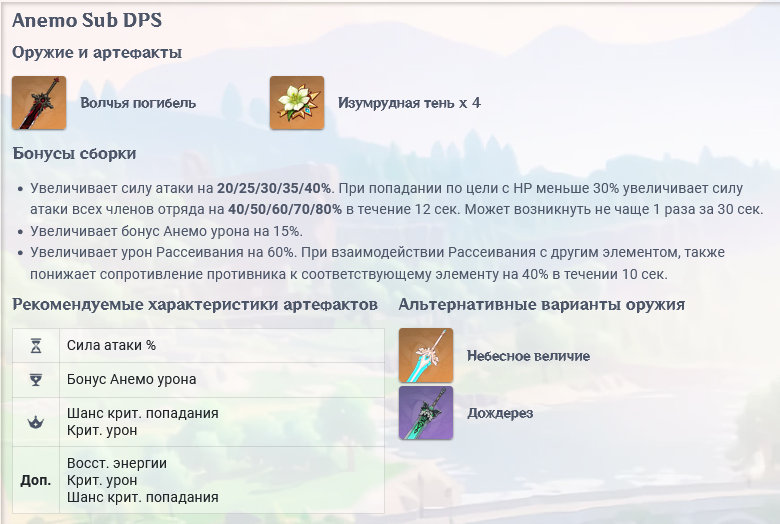 Anemo Sub DPS
Оружие и артефакты
Волчья погибель
Изумрудная тень x 4
Бонусы сборки
Увеличивает силу атаки на 20/25/30/35/40%. При попадании по цели с HP меньше 30% увеличивает силу
атаки всех членов отряда на 40/50/60/70/80% в течение 12 сек. Может возникнуть не чаще 1 раза за 30 сек.
Увеличивает бонус Анемо урона на 15%.
Увеличивает урон Рассеивания на 60%. При взаимодействии Рассеивания с другим элементом, также
понижает сопротивление противника к соответствующему элементу на 40% в течении 10 сек.
Рекомендуемые характеристики артефактов
Сила атаки %
Бонус Анемо урона
Шанс крит. попадания
Крит. урон
Доп.
Восст. энергии
Крит. урон
Шанс крит. попадания
Альтернативные варианты оружия
Небесное величие
Дождерез